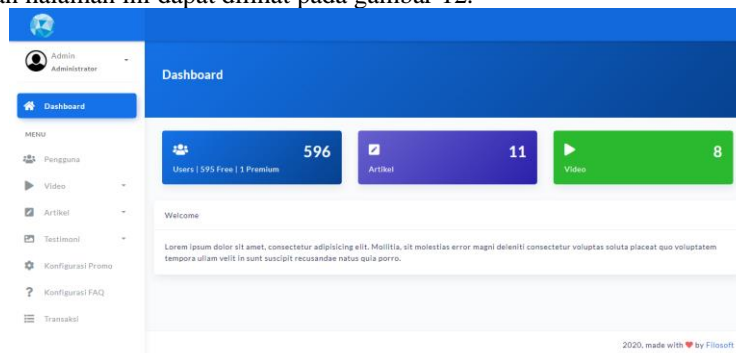 halaman ini dapat dilihat pada gambar 12.
Admin
Administrator
Dashboard
Dashboard
MENU
Pengguna
Video
Artikel
Testimoni
Konfigurasi Promo
Konfigurasi FAQ
Transaksi
596
Users | 595 Free | 1 Premium
11
Artikel
8
Video
Welcome
Lorem ipsum dolor sit amet, consectetur adipisicing elit. Mollitia, sit molestias error magni deleniti consectetur voluptas soluta placeat quo voluptatem
tempora ullam velit in sunt suscipit recusandae natus quia porro.
2020, made with ❤ by Filosoft